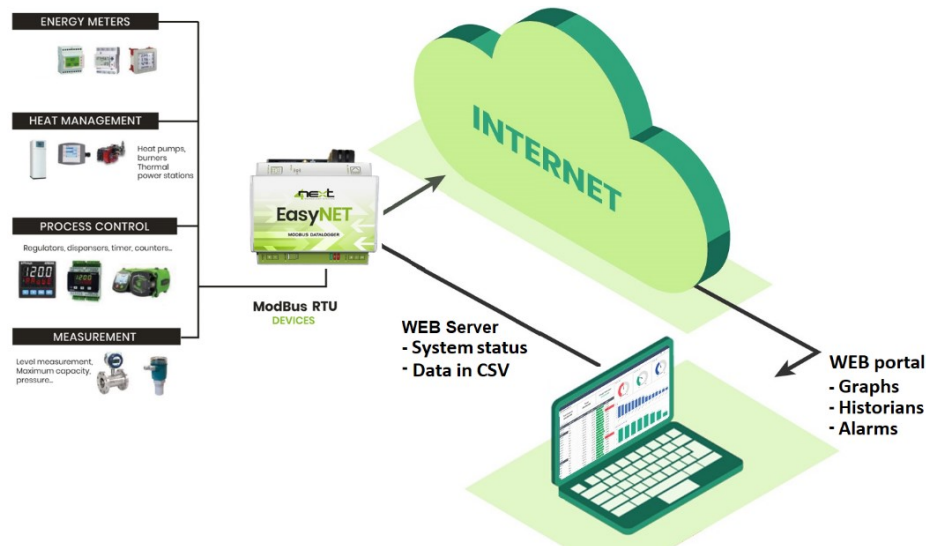 ENERGY METERS
HEAT MANAGEMENT
Heat pumps,
burners
Thermal
power stations
PROCESS CONTROL
Regulators, dispensers, timer, counters...
1200
MEASUREMENT
Level measurement,
Maximum capacity,
pressure...
next
EasyNET
MODBUS DATALOGGER
ModBus RTU
DEVICES
INTERNET
WEB Server
- System status
- Data in CSV
WEB portal
- Graphs
- Historians
- Alarms